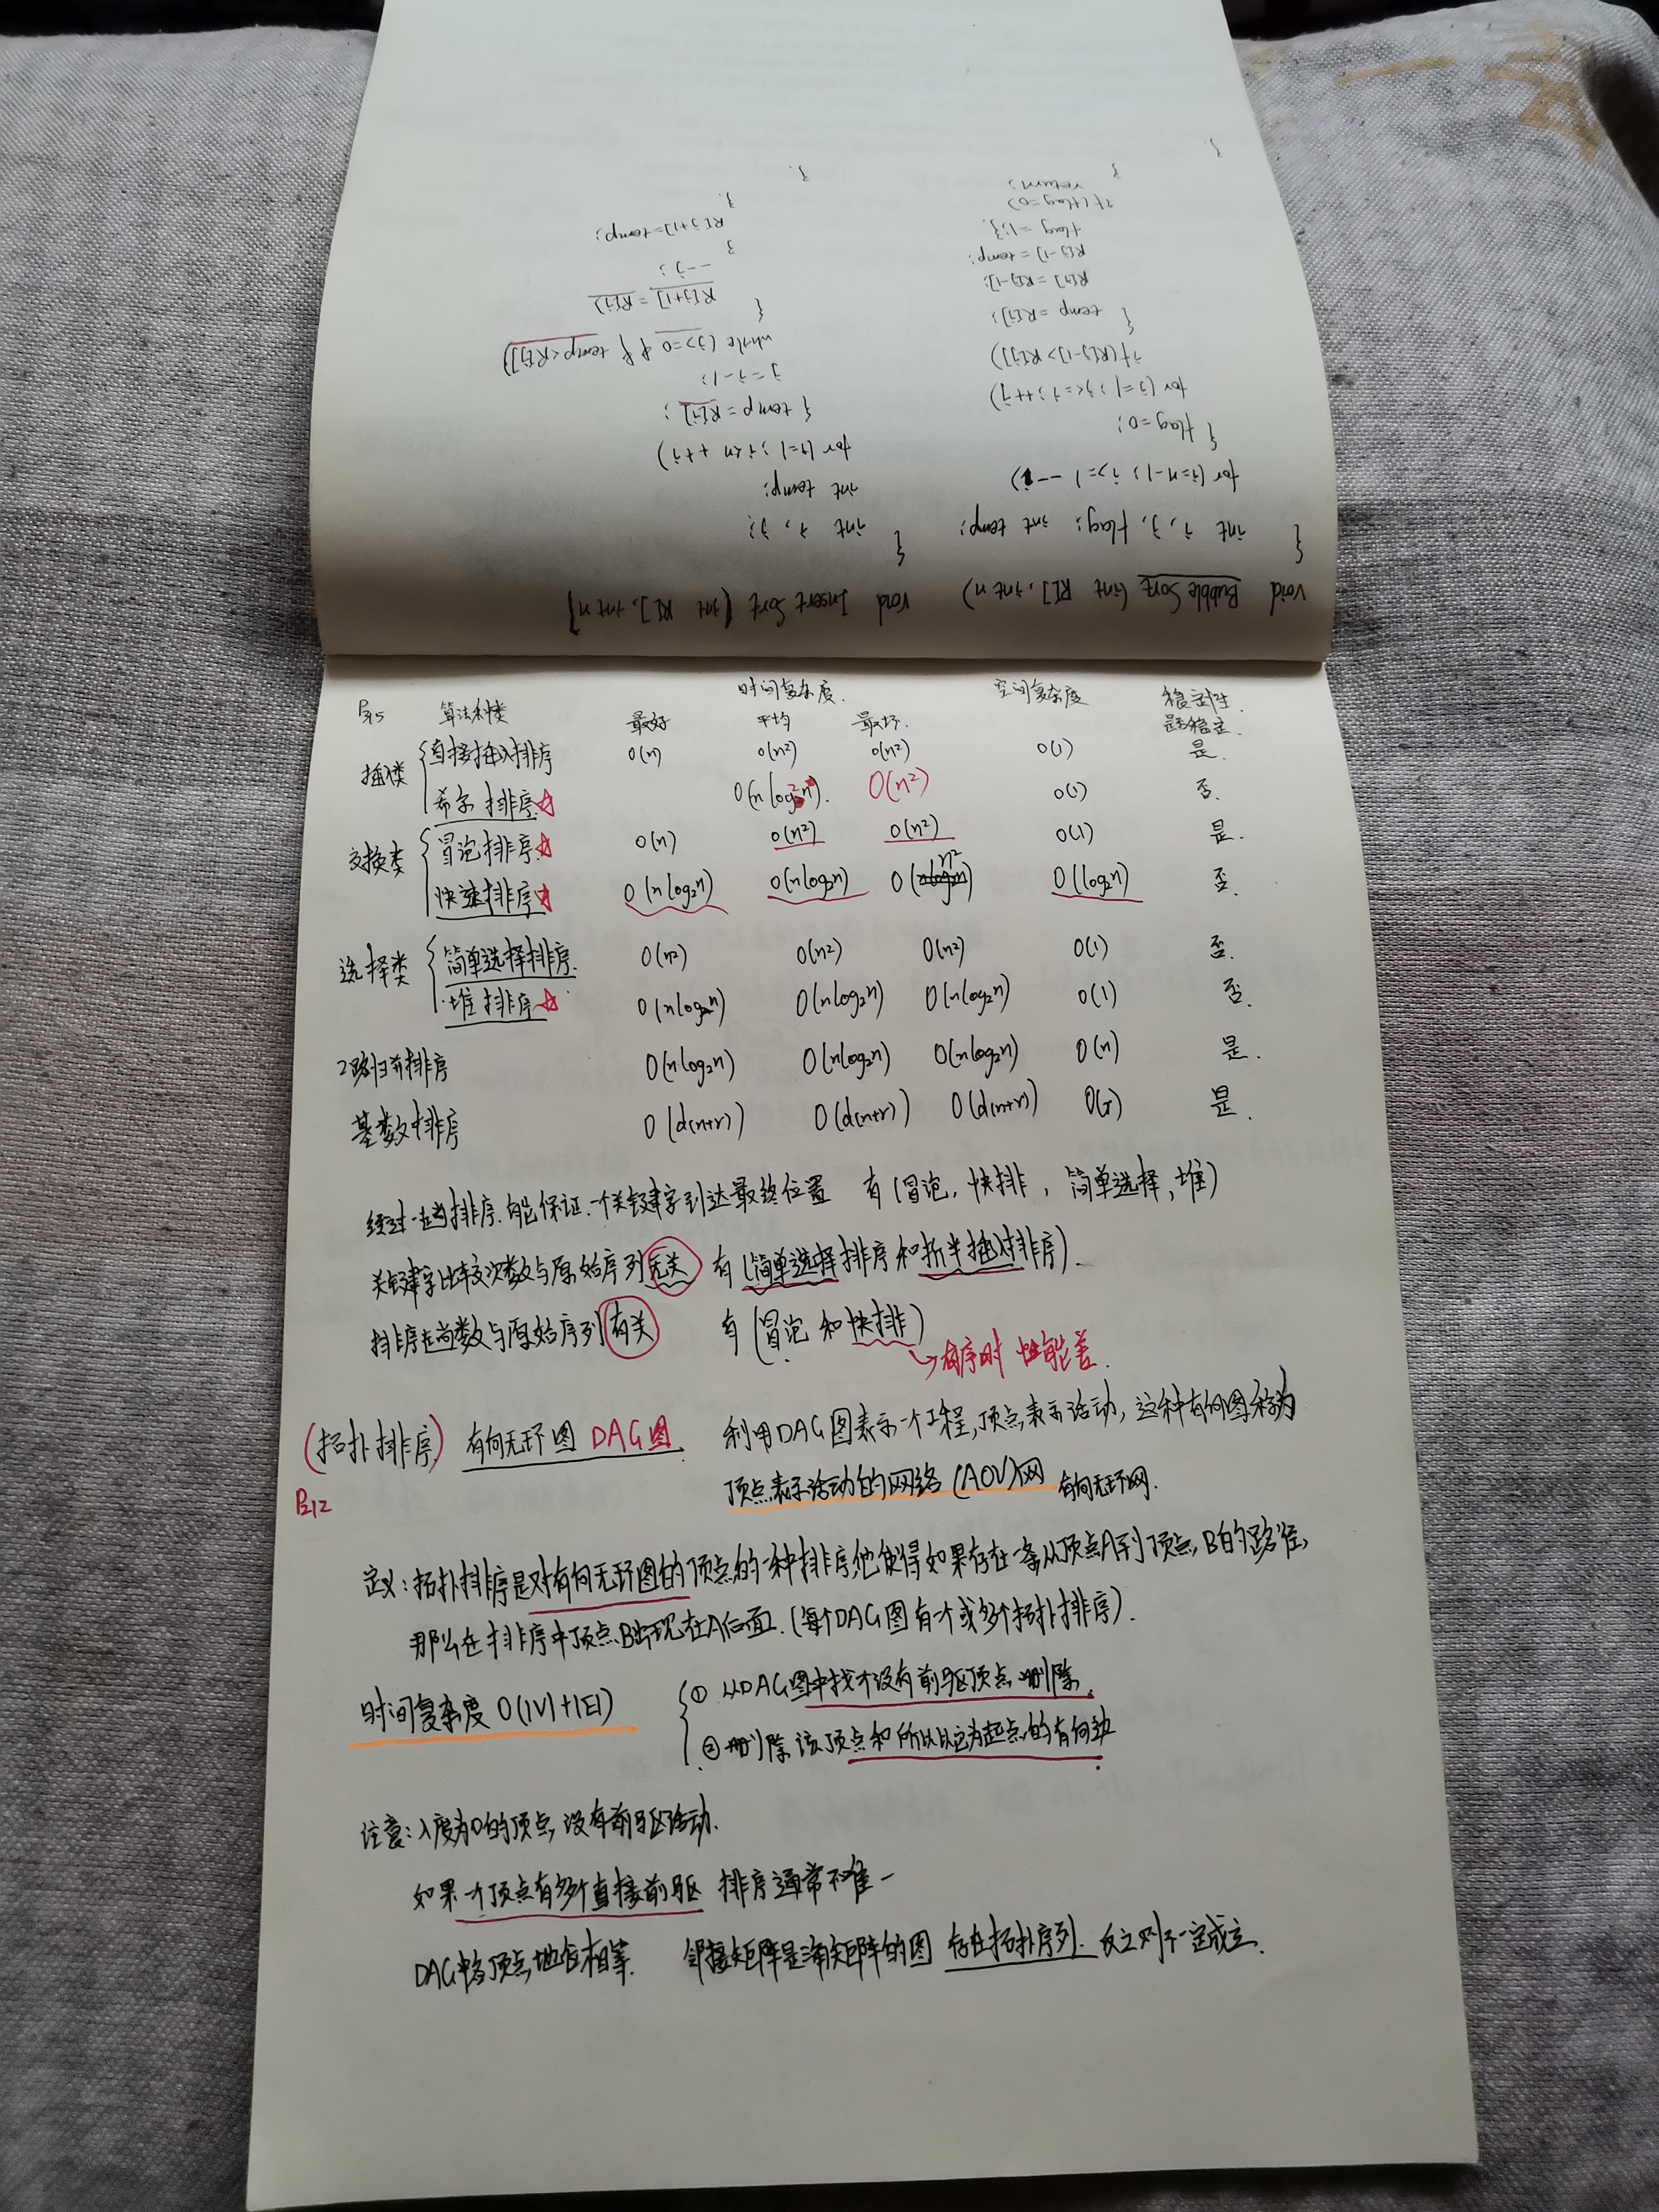 void Bubble Sort (int R[], int n)
{
int i, j, flag; int temp;
for (i=n-1; i>=1 --i)
{ flag=0;
for (j=1; j<=i; ++j)
if (R[j-1]>R[j])
{ temp = R[j];
R[j] = R[j-1];
R[j-1] = temp;
flag = 1;}
if (flag=0)
return;
}
}
void Insert Sort (int R[], int n]
{
int i, j;
int temp;
for (i=1; i<n ++i)
{ temp = R[i];
j = i-1;
while (j>=0 && temp<R[j])
{
R[j+1] = R[j]
--j;
}
R[j+1]=temp;
}
}
时间复杂度. 空间复杂度 稳定性.
算法种类 最好 平均 最坏. 是否稳定.
插入类 直接插入排序 O(n) O(n²) O(n²) O(1) 是.
希尔排序 O(n²) O(1) 否.
交换类 冒泡排序 O(n) O(n²) O(n²) O(1) 是.
快速排序 O(nlog₂n) O(nlog₂n) O(n²) O(log₂n) 否.
选择类 简单选择排序. O(n²) O(n²) O(n²) O(1) 否.
堆排序 O(nlog₂n) O(nlog₂n) O(nlog₂n) O(1) 否.
2路归并排序 O(nlog₂n) O(nlog₂n) O(nlog₂n) O(n) 是.
基数排序 O(d(n+r)) O(d(n+r)) O(d(n+r)) O(r) 是.
经过一趟排序.能保证一个关键字到达最终位置 有(冒泡,快排,简单选择,堆)
关键字比较次数与原始序列无关 有(简单选择排序和折半插入排序).
排序趟数与原始序列有关 有(冒泡和快排)
→有序时 性能差.
(拓扑排序) 有向无环图 DAG图. 利用DAG图表示一个工程,顶点表示活动,这种有向图称为
P212 顶点表示活动的网络(AOV)网 有向无环网.
定义:拓扑排序是对有向无环图的顶点的一种排序,他使得如果存在一条从顶点A到顶点B的路径,
那么在排序中顶点B出现在A后面.(每个DAG图有一个或多个拓扑排序).
时间复杂度 O(|V|+|E|) ① 从DAG图中找个没有前驱顶点 删除.
② 删除该顶点和所以以它为起点的有向边.
注意:入度为0的顶点,没有前驱活动.
如果一个顶点有多个直接前驱 排序通常不唯一
DAG中各顶点地位相等. 邻接矩阵是三角矩阵的图 存在拓扑序列. 反之则不一定成立.